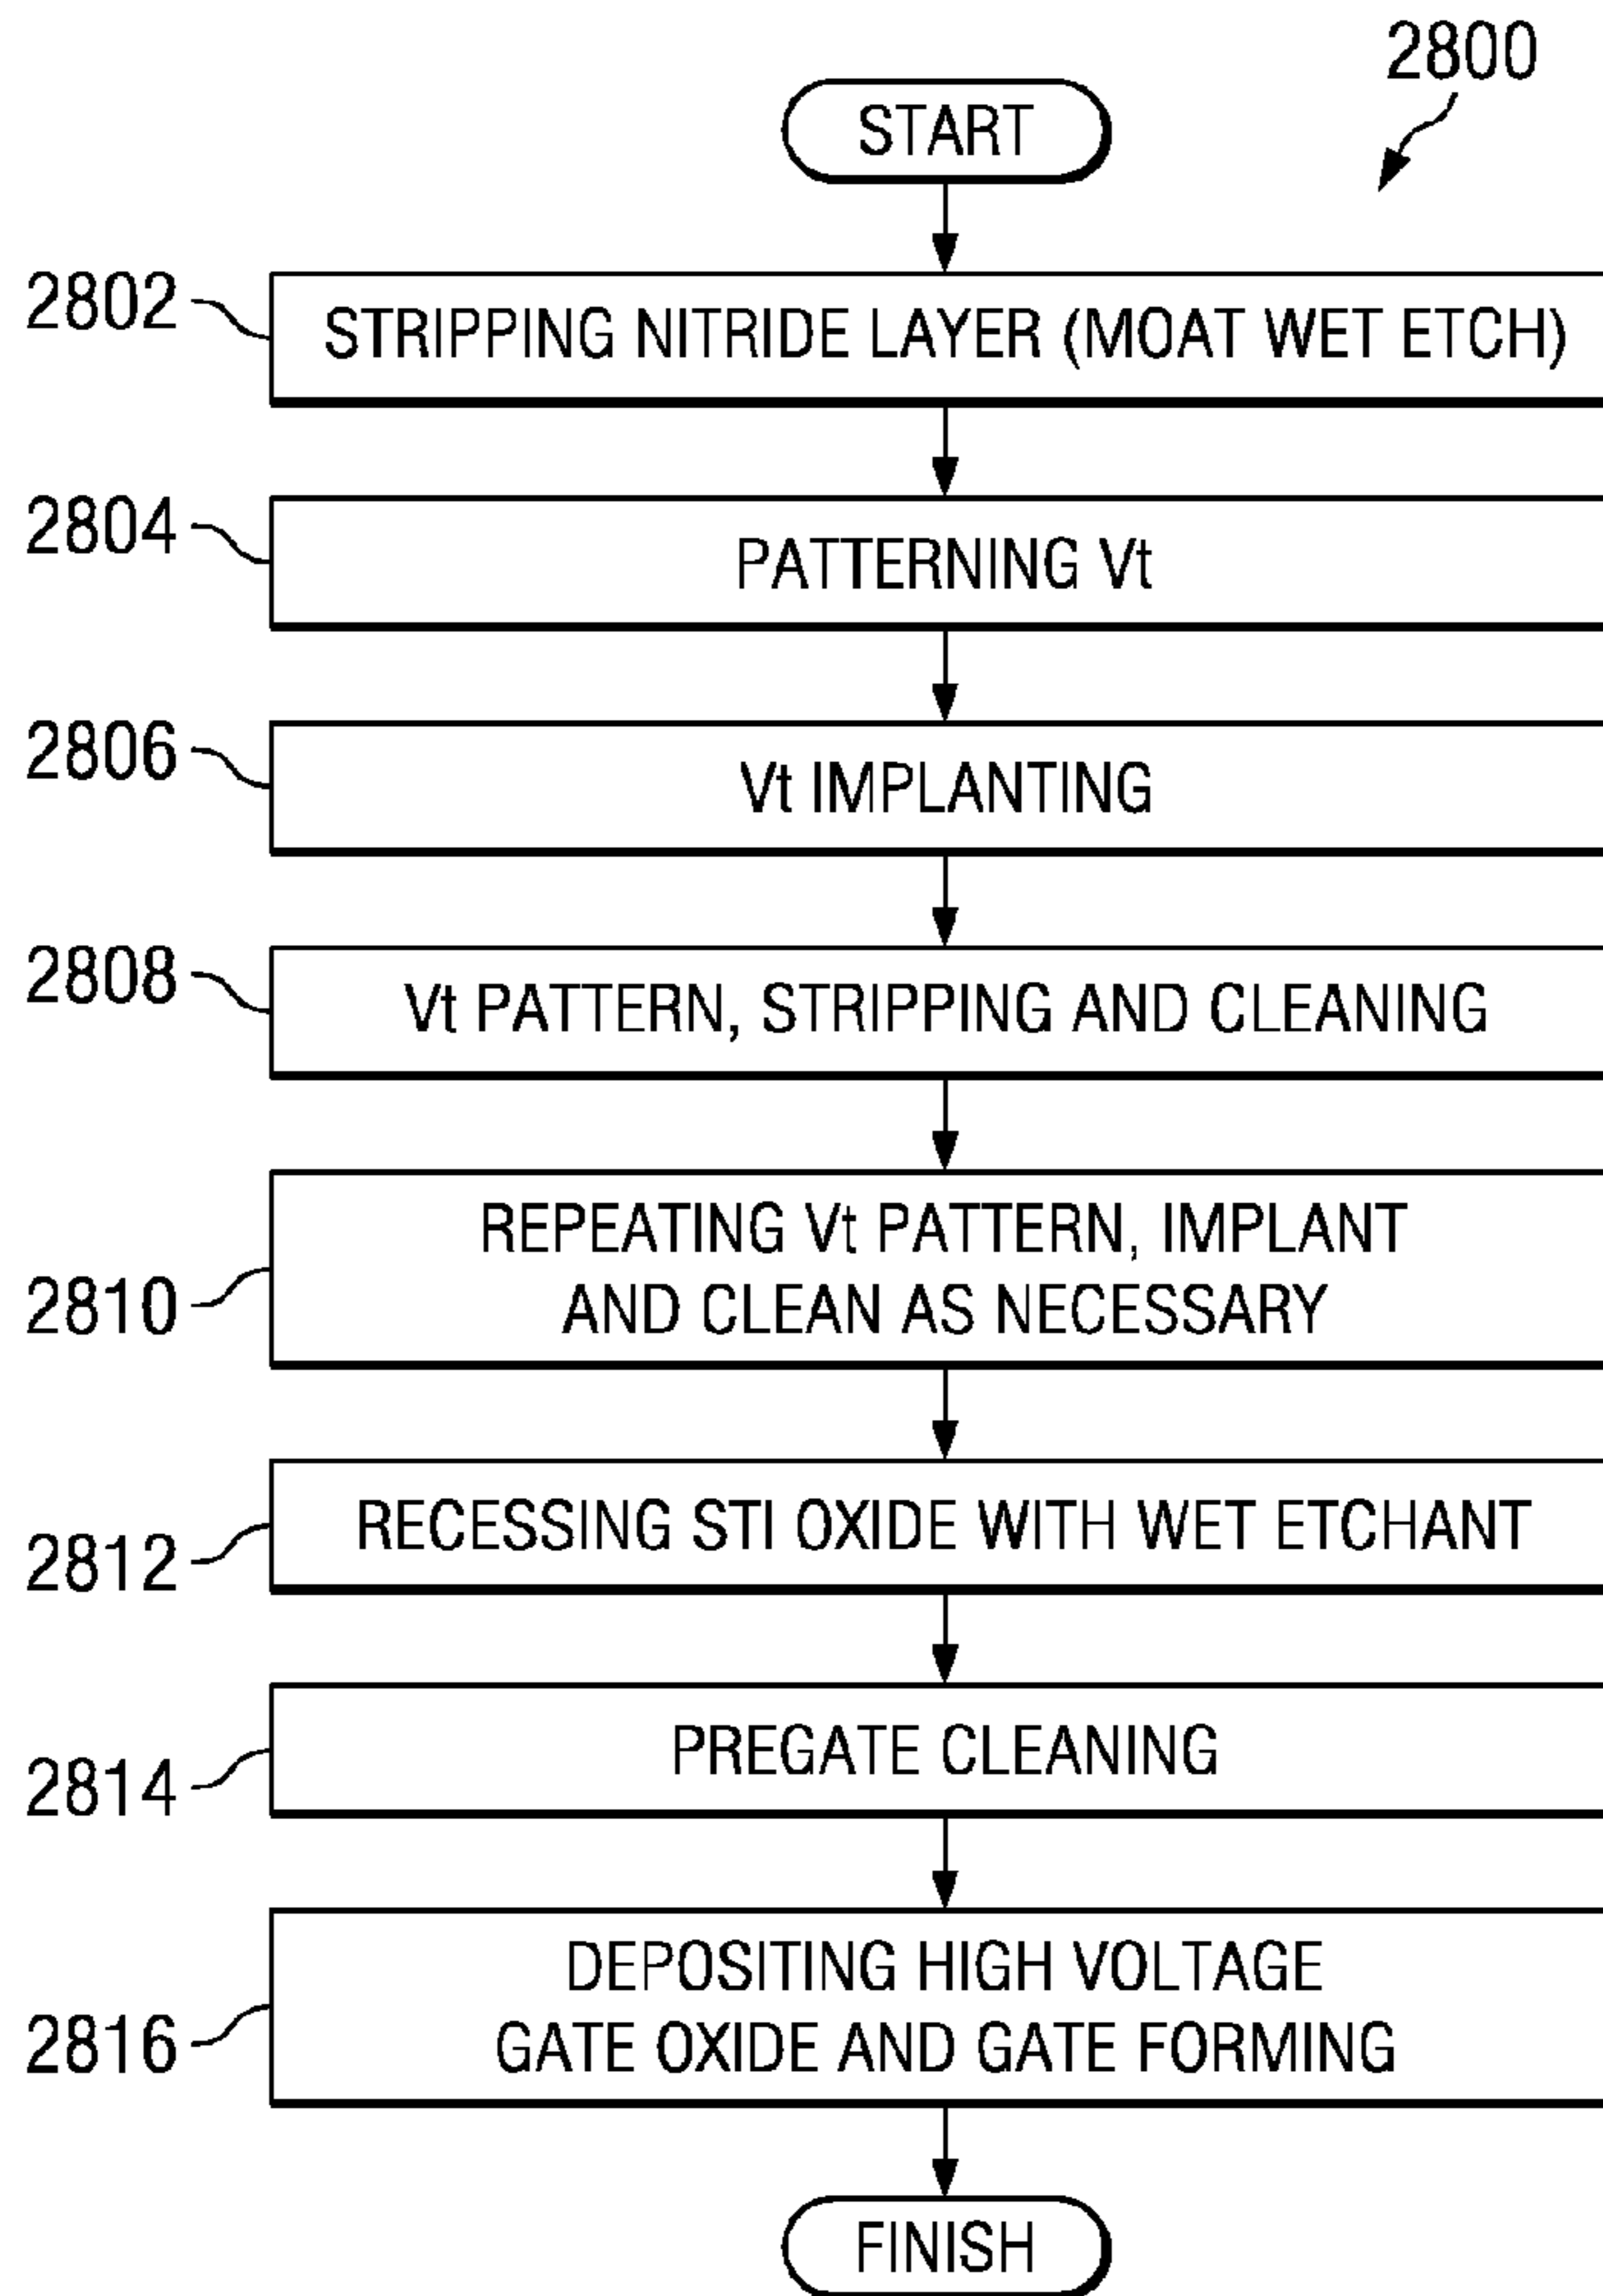 2800
START
2802
STRIPPING NITRIDE LAYER (MOAT WET ETCH)
2804
PATTERNING Vt
2806
Vt IMPLANTING
2808
Vt PATTERN, STRIPPING AND CLEANING
2810
REPEATING Vt PATTERN, IMPLANT
AND CLEAN AS NECESSARY
2812
RECESSING STI OXIDE WITH WET ETCHANT
2814
PREGATE CLEANING
2816
DEPOSITING HIGH VOLTAGE
GATE OXIDE AND GATE FORMING
FINISH